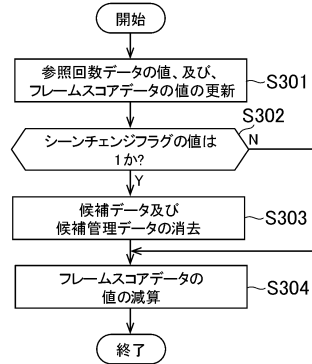 開始
参照回数データの値、及び、
フレームスコアデータの値の更新
S301
S302
シーンチェンジフラグの値は
1か?
N
Y
候補データ及び
候補管理データの消去
S303
フレームスコアデータの
値の減算
S304
終了